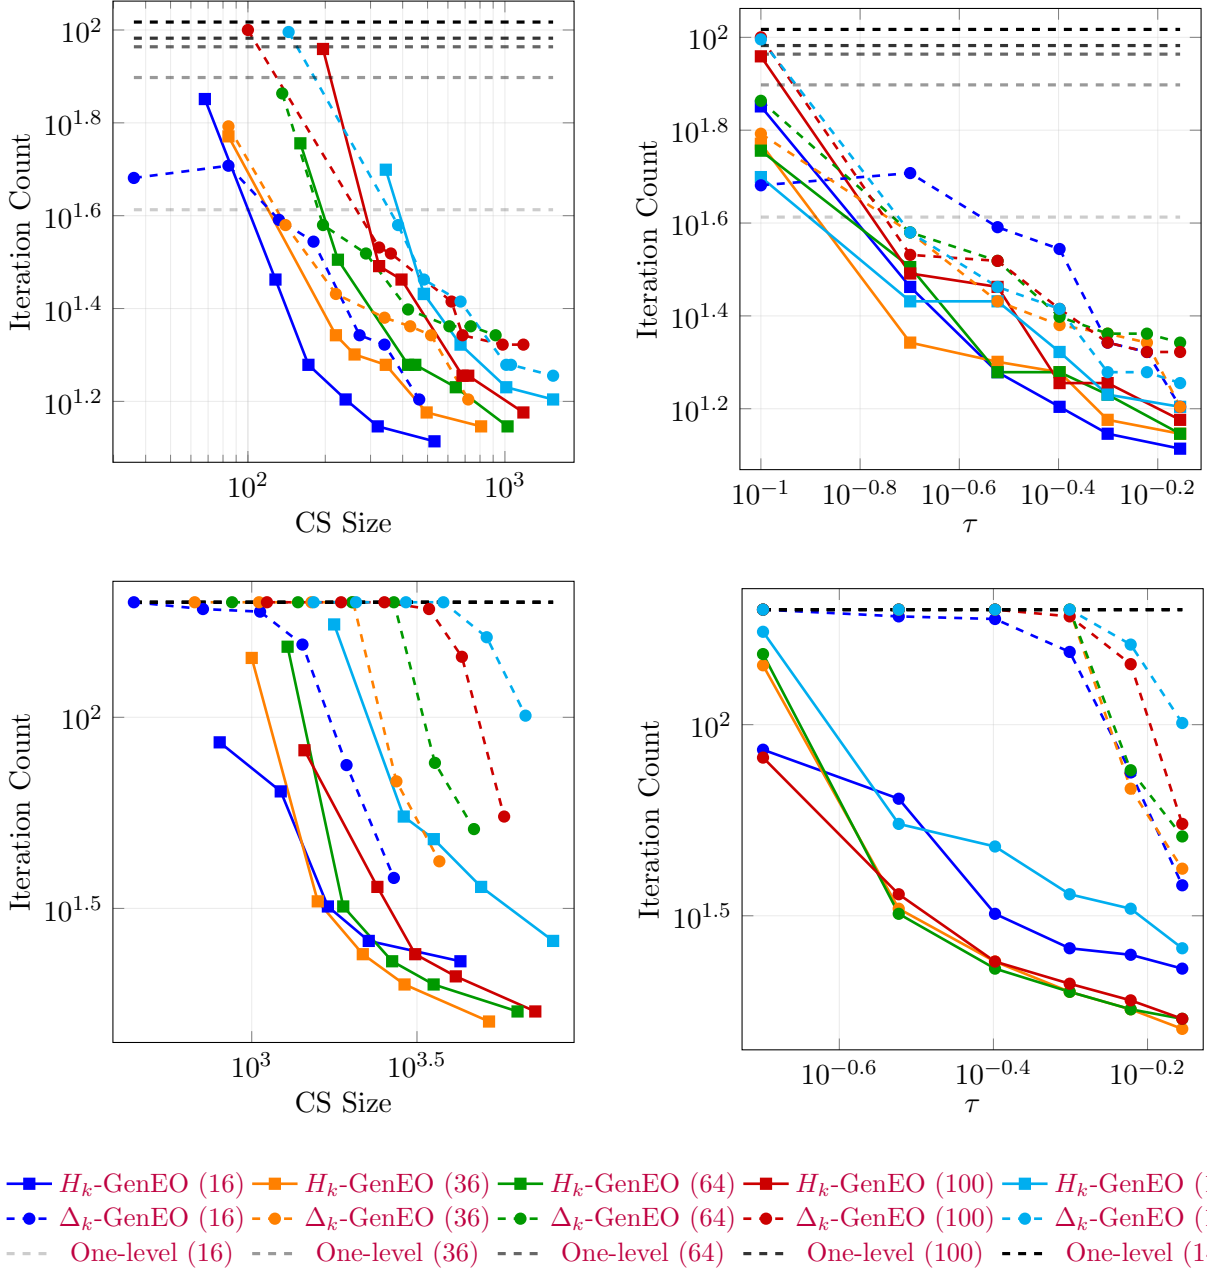 10^2
10^1.8
10^1.6
10^1.4
10^1.2
Iteration Count
10^2 10^3
CS Size
10^2
10^1.8
10^1.6
10^1.4
10^1.2
Iteration Count
10^−1 10^−0.8 10^−0.6 10^−0.4 10^−0.2
τ
10^2
10^1.5
Iteration Count
10^3 10^3.5
CS Size
10^2
10^1.5
Iteration Count
10^−0.6 10^−0.4 10^−0.2
τ
H_k-GenEO (16) H_k-GenEO (36) H_k-GenEO (64) H_k-GenEO (100) H_k-GenEO (1
Δ_k-GenEO (16) Δ_k-GenEO (36) Δ_k-GenEO (64) Δ_k-GenEO (100) Δ_k-GenEO (1
One-level (16) One-level (36) One-level (64) One-level (100) One-level (1